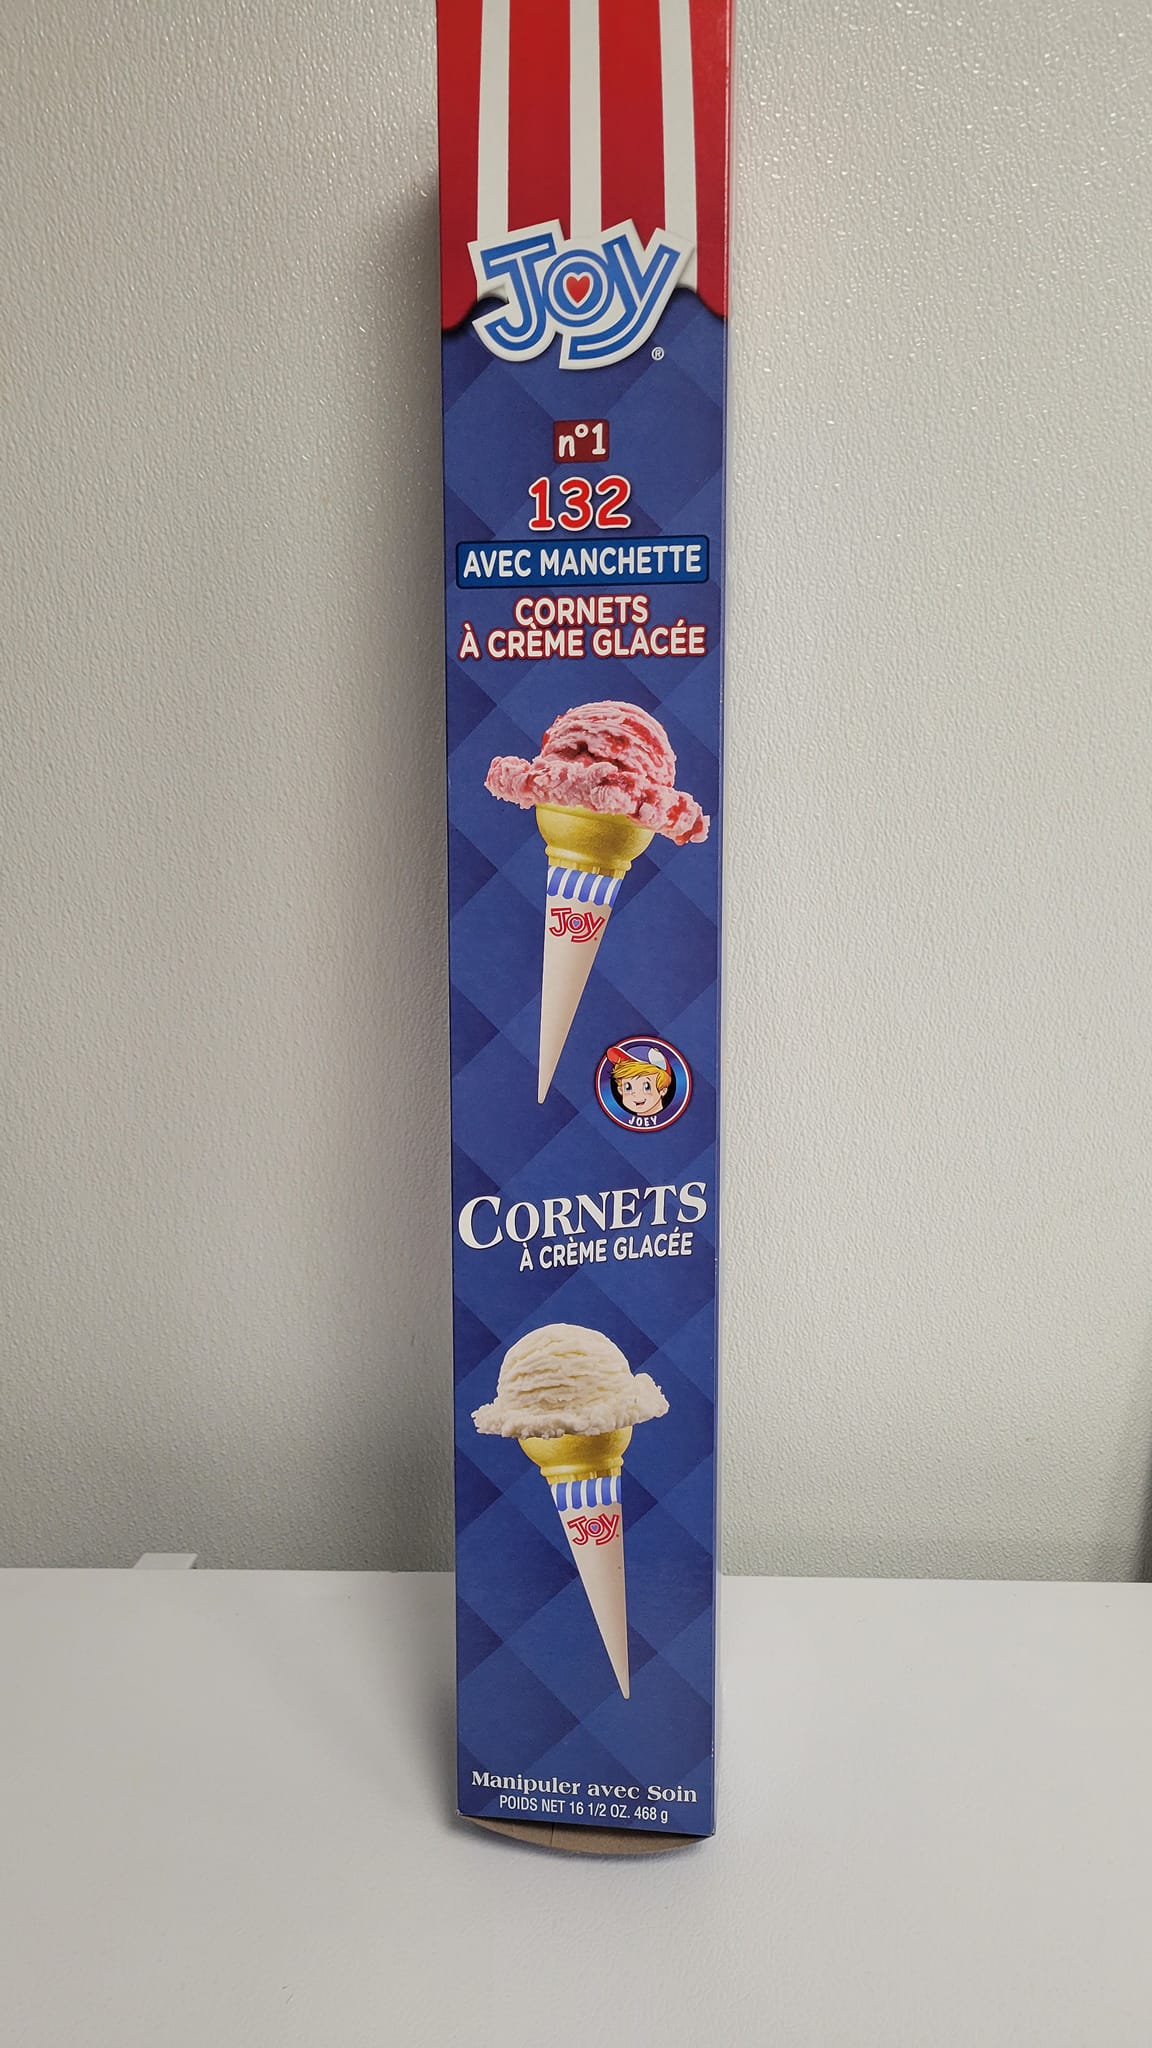 Joy
®
n°1
132
AVEC MANCHETTE
CORNETS
À CRÈME GLACÉE
Joy
JOEY
CORNETS
À CRÈME GLACÉE
Joy
Manipuler avec Soin
POIDS NET 16 1/2 OZ. 468 g